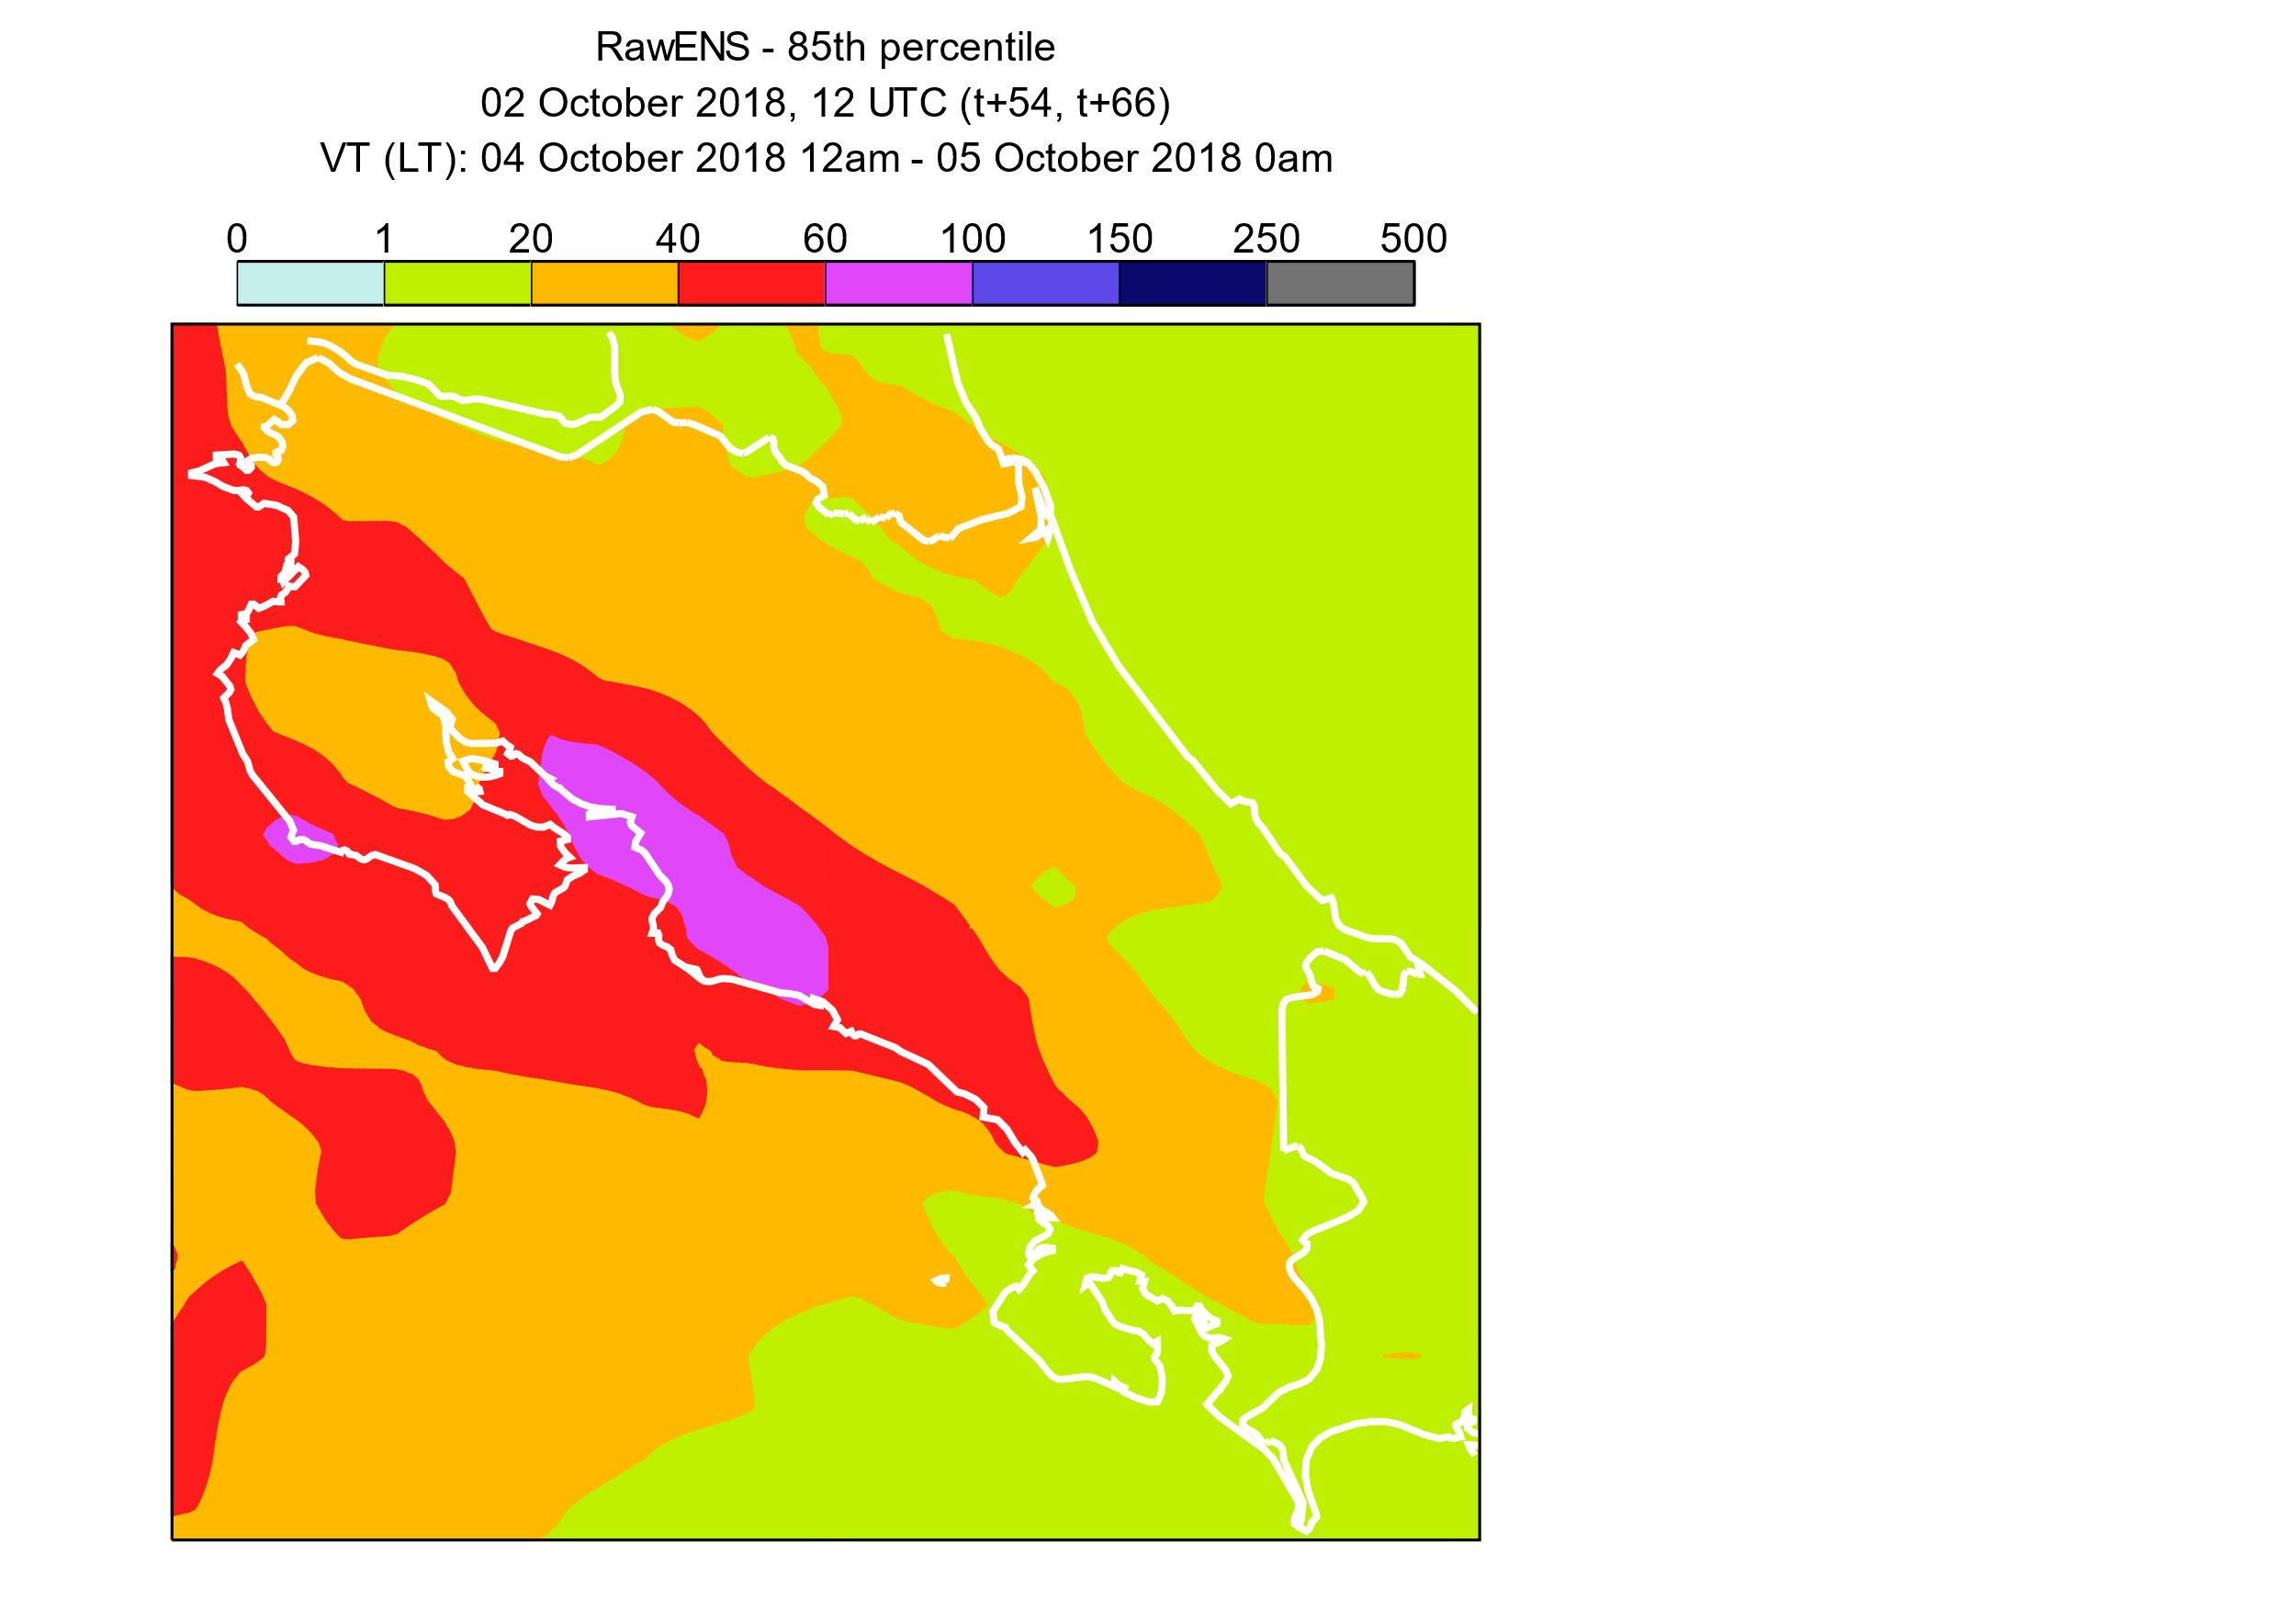 RawENS - 85th percentile
02 October 2018, 12 UTC (t+54, t+66)
VT (LT): 04 October 2018 12am - 05 October 2018 0am
0 1 20 40 60 100 150 250 500